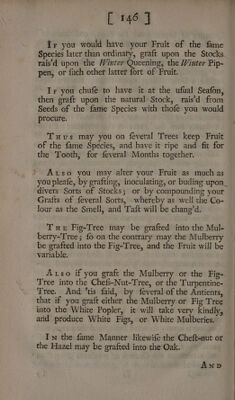 [ 146 ]
IF you would have your Fruit of the same
Species later than ordinary, graft upon the Stocks
rais'd upon the Winter Queening, the Winter Pip-
pen, or such other latter sort of Fruit.
IF you chuse to have it at the usual Season,
then graft upon the natural Stock, rais'd from
Seeds of the same Species with those you would
procure.
THUS may you on several Trees keep Fruit
of the same Species, and have it ripe and fit for
the Tooth, for several Months together.
ALSO you may alter your Fruit as much as
you please, by grafting, inoculating, or buding upon
divers Sorts of Stocks; or by compounding your
Grafts of several Sorts, whereby as well the Co-
lour as the Smell, and Tast will be chang'd.
THE Fig-Tree may be grafted into the Mul-
berry-Tree; so on the contrary may the Mulberry
be grafted into the Fig-Tree, and the Fruit will be
variable.
ALSO if you graft the Mulberry or the Fig-
Tree into the Chess-Nut-Tree, or the Turpentine-
Tree. And 'tis said, by several of the Antients,
that if you graft either the Mulberry or Fig Tree
into the White Popler, it will take very kindly,
and produce White Figs, or White Mulberies.
IN the same Manner likewise the Chest-nut or
the Hazel may be grafted into the Oak.
AND